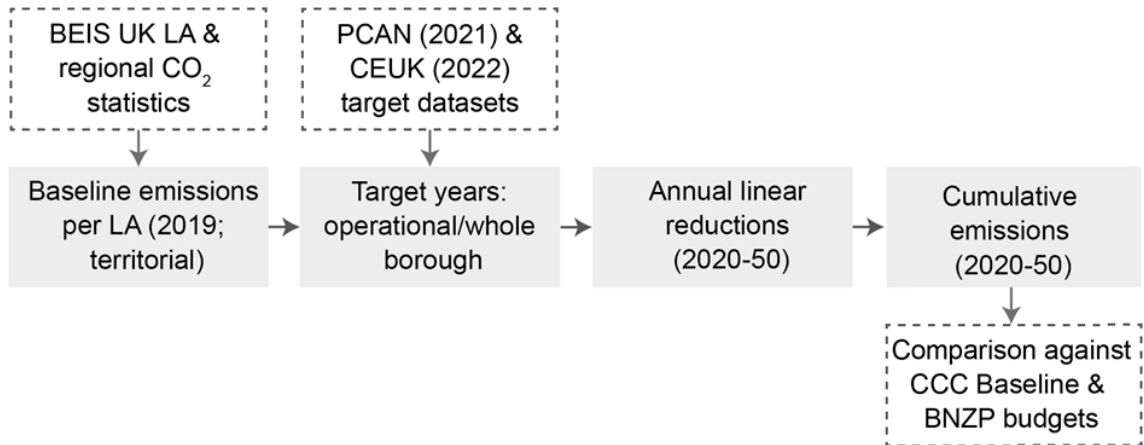 BEIS UK LA &
regional CO₂
statistics
PCAN (2021) &
CEUK (2022)
target datasets
Baseline emissions
per LA (2019;
territorial)
Target years:
operational/whole
borough
Annual linear
reductions
(2020-50)
Cumulative
emissions
(2020-50)
Comparison against
CCC Baseline &
BNZP budgets